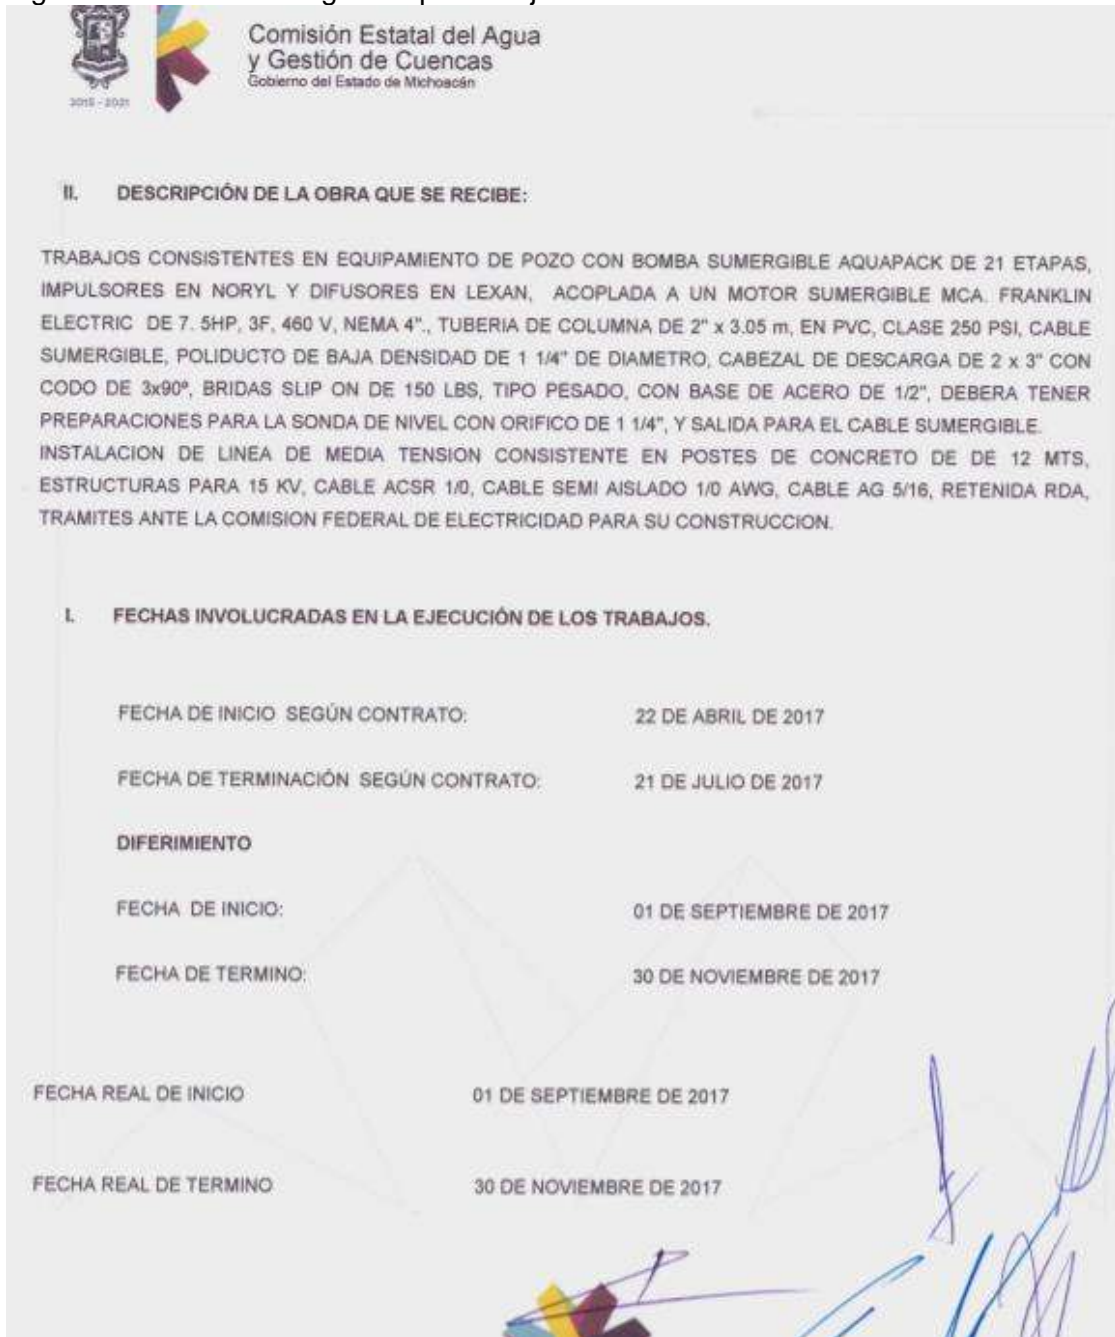 Comisión Estatal del Agua
y Gestión de Cuencas
Gobierno del Estado de Michoacán
2015 - 2021
II. DESCRIPCIÓN DE LA OBRA QUE SE RECIBE:
TRABAJOS CONSISTENTES EN EQUIPAMIENTO DE POZO CON BOMBA SUMERGIBLE AQUAPACK DE 21 ETAPAS,
IMPULSORES EN NORYL Y DIFUSORES EN LEXAN, ACOPLADA A UN MOTOR SUMERGIBLE MCA. FRANKLIN
ELECTRIC DE 7. 5HP, 3F, 460 V, NEMA 4"., TUBERIA DE COLUMNA DE 2" x 3.05 m, EN PVC, CLASE 250 PSI, CABLE
SUMERGIBLE, POLIDUCTO DE BAJA DENSIDAD DE 1 1/4" DE DIAMETRO, CABEZAL DE DESCARGA DE 2 x 3" CON
CODO DE 3x90º, BRIDAS SLIP ON DE 150 LBS, TIPO PESADO, CON BASE DE ACERO DE 1/2", DEBERA TENER
PREPARACIONES PARA LA SONDA DE NIVEL CON ORIFICO DE 1 1/4", Y SALIDA PARA EL CABLE SUMERGIBLE.
INSTALACION DE LINEA DE MEDIA TENSION CONSISTENTE EN POSTES DE CONCRETO DE DE 12 MTS,
ESTRUCTURAS PARA 15 KV, CABLE ACSR 1/0, CABLE SEMI AISLADO 1/0 AWG, CABLE AG 5/16, RETENIDA RDA,
TRAMITES ANTE LA COMISION FEDERAL DE ELECTRICIDAD PARA SU CONSTRUCCION.
I. FECHAS INVOLUCRADAS EN LA EJECUCIÓN DE LOS TRABAJOS.
FECHA DE INICIO SEGÚN CONTRATO: 22 DE ABRIL DE 2017
FECHA DE TERMINACIÓN SEGÚN CONTRATO: 21 DE JULIO DE 2017
DIFERIMIENTO
FECHA DE INICIO: 01 DE SEPTIEMBRE DE 2017
FECHA DE TERMINO: 30 DE NOVIEMBRE DE 2017
FECHA REAL DE INICIO 01 DE SEPTIEMBRE DE 2017
FECHA REAL DE TERMINO 30 DE NOVIEMBRE DE 2017